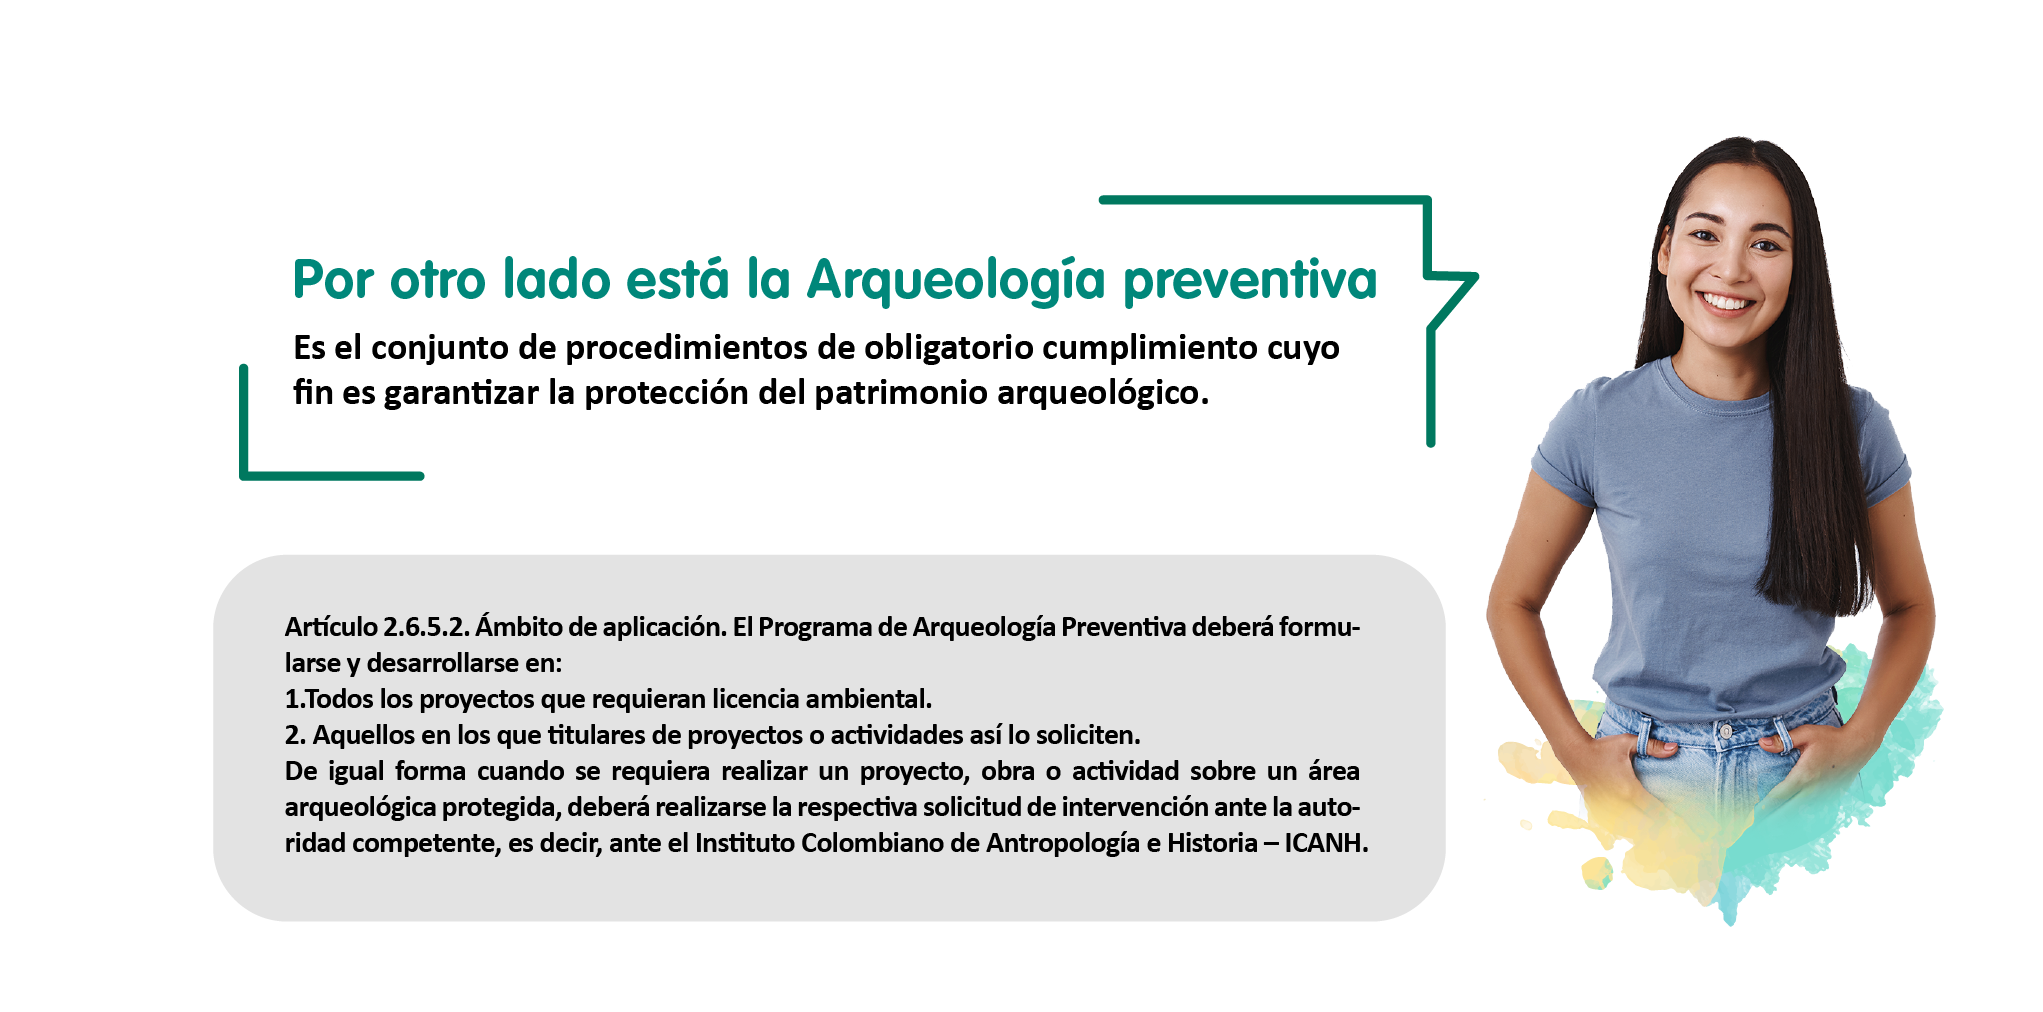 Por otro lado está la Arqueología preventiva
Es el conjunto de procedimientos de obligatorio cumplimiento cuyo
fin es garantizar la protección del patrimonio arqueológico.
Artículo 2.6.5.2. Ámbito de aplicación. El Programa de Arqueología Preventiva deberá formu-
larse y desarrollarse en:
1.Todos los proyectos que requieran licencia ambiental.
2. Aquellos en los que titulares de proyectos o actividades así lo soliciten.
De igual forma cuando se requiera realizar un proyecto, obra o actividad sobre un área
arqueológica protegida, deberá realizarse la respectiva solicitud de intervención ante la auto-
ridad competente, es decir, ante el Instituto Colombiano de Antropología e Historia – ICANH.